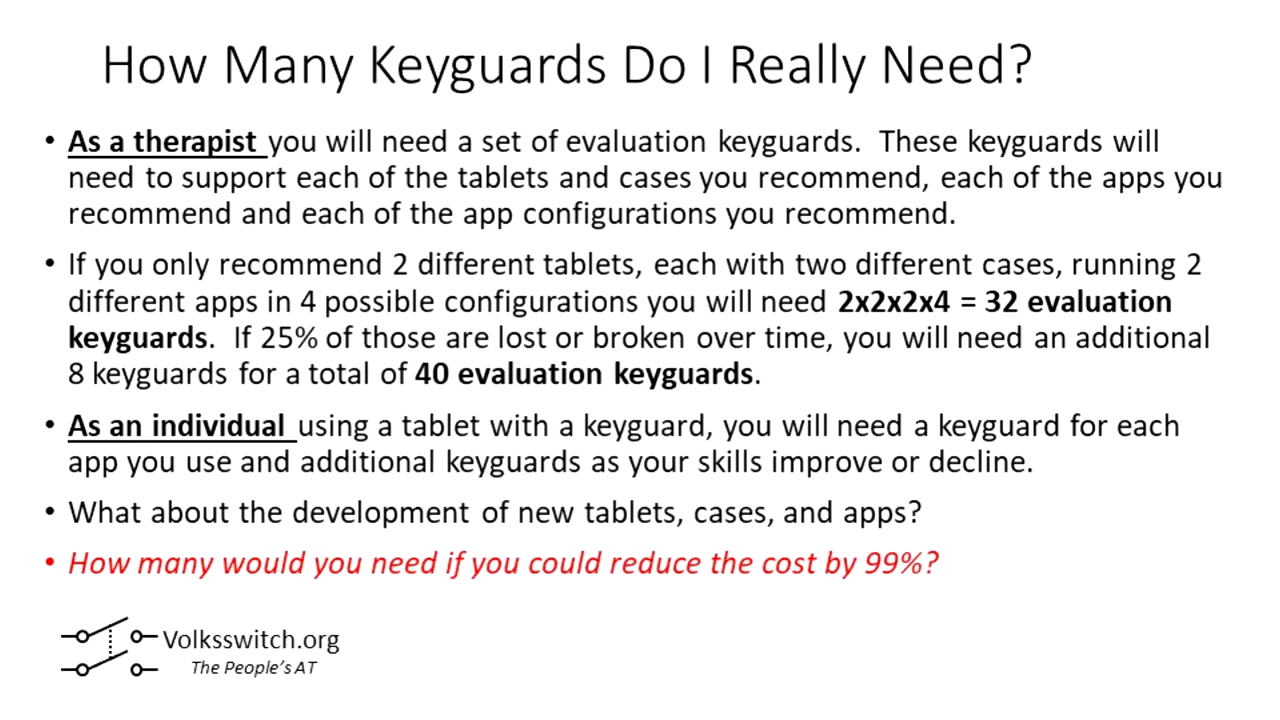 How Many Keyguards Do I Really Need?
• As a therapist you will need a set of evaluation keyguards.  These keyguards will
need to support each of the tablets and cases you recommend, each of the apps you
recommend and each of the app configurations you recommend.
• If you only recommend 2 different tablets, each with two different cases, running 2
different apps in 4 possible configurations you will need 2x2x2x4 = 32 evaluation
keyguards.  If 25% of those are lost or broken over time, you will need an additional
8 keyguards for a total of 40 evaluation keyguards.
• As an individual using a tablet with a keyguard, you will need a keyguard for each
app you use and additional keyguards as your skills improve or decline.
• What about the development of new tablets, cases, and apps?
• How many would you need if you could reduce the cost by 99%?
Volksswitch.org
The People's AT